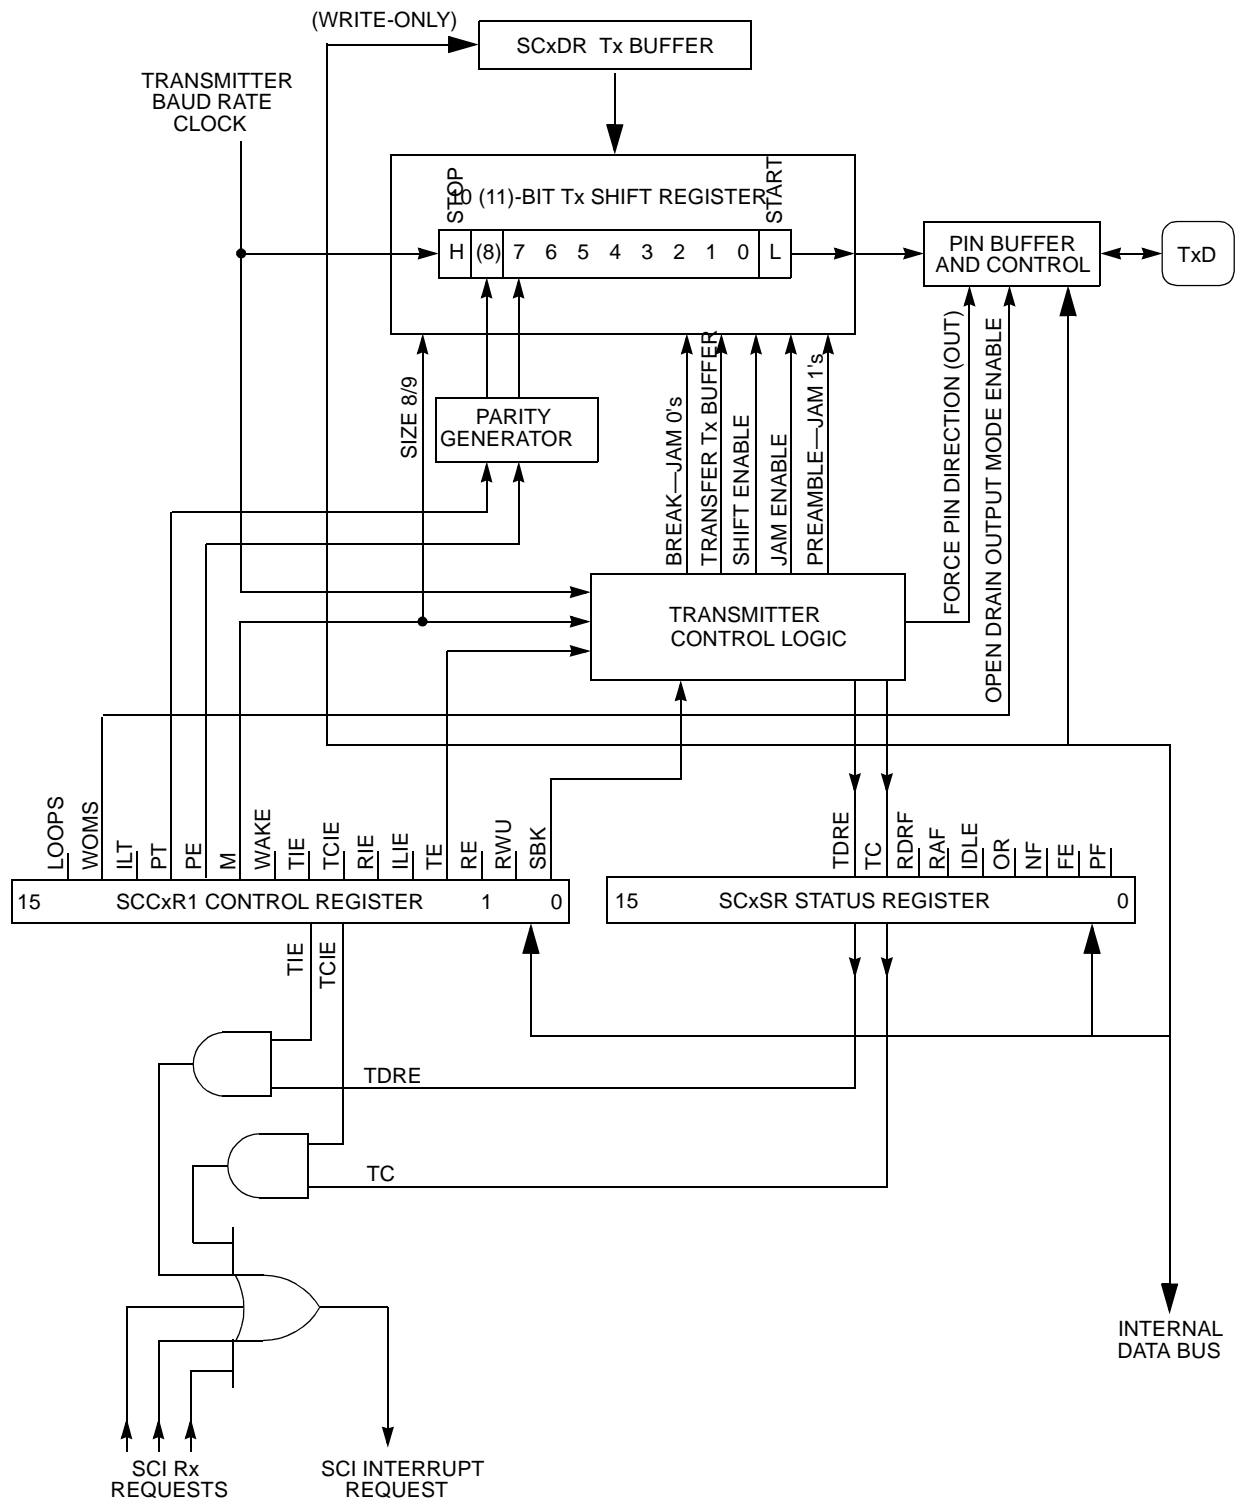 (WRITE-ONLY)
SCxDR Tx BUFFER
TRANSMITTER
BAUD RATE
CLOCK
STOP
10 (11)-BIT Tx SHIFT REGISTER
START
H (8) 7 6 5 4 3 2 1 0 L
PIN BUFFER
AND CONTROL
TxD
SIZE 8/9
PARITY
GENERATOR
BREAK—JAM 0's
TRANSFER Tx BUFFER
SHIFT ENABLE
JAM ENABLE
PREAMBLE—JAM 1's
FORCE PIN DIRECTION (OUT)
OPEN DRAIN OUTPUT MODE ENABLE
TRANSMITTER
CONTROL LOGIC
LOOPS
WOMS
ILT
PT
PE
M
WAKE
TIE
TCIE
RIE
ILIE
TE
RE
RWU
SBK
TDRE
TC
RDRF
RAF
IDLE
OR
NF
FE
PF
15 SCCxR1 CONTROL REGISTER 1 0
15 SCxSR STATUS REGISTER 0
TIE
TCIE
TDRE
TC
INTERNAL
DATA BUS
SCI Rx
REQUESTS
SCI INTERRUPT
REQUEST